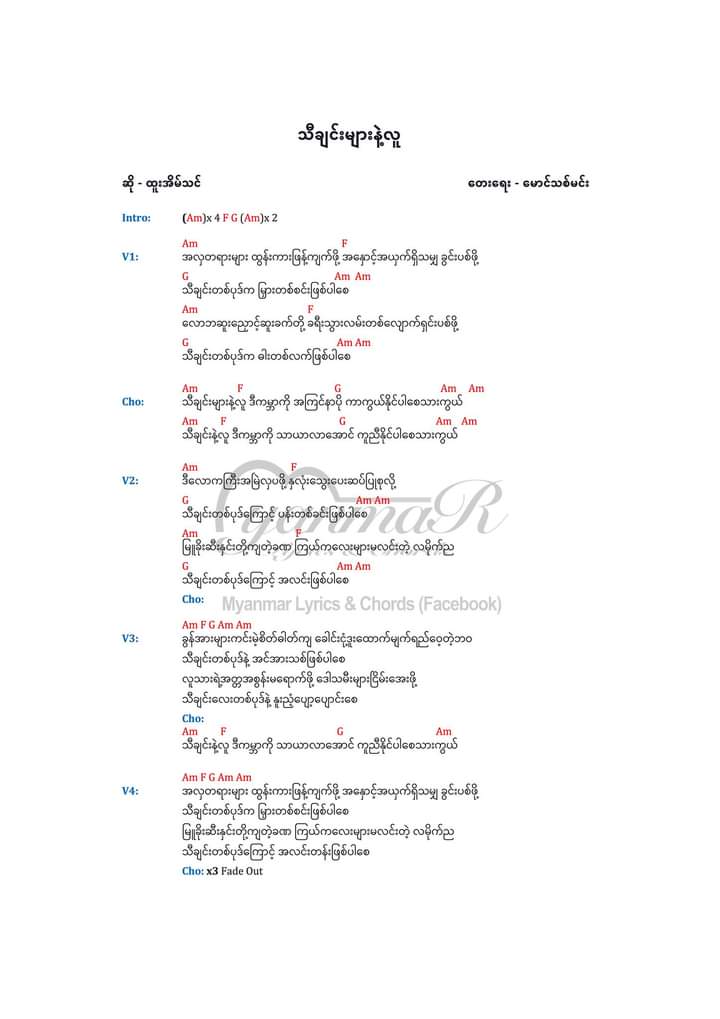 သီချင်းများနဲ့လူ
ဆို - ထူးအိမ်သင် တေးရေး - မောင်သစ်မင်း
Intro: (Am)x 4 F G (Am)x 2
Am F
V1: အလှတရားများ ထွန်းကားဖြန့်ကျက်ဖို့ အနှောင့်အယှက်ရှိသမျှ ခွင်းပစ်ဖို့
G Am Am
သီချင်းတစ်ပုဒ်က မြှားတစ်စင်းဖြစ်ပါစေ
Am F
လောဘဆူးညှောင့်ဆူးခက်တို့ ခရီးသွားလမ်းတစ်လျှောက်ရှင်းပစ်ဖို့
G Am Am
သီချင်းတစ်ပုဒ်က ဓါးတစ်လက်ဖြစ်ပါစေ
Am F G Am Am
Cho: သီချင်းများနဲ့လူ ဒီကမ္ဘာကို အကြင်နာပို ကာကွယ်နိုင်ပါစေသားကွယ်
Am F G Am Am
သီချင်းနဲ့လူ ဒီကမ္ဘာကို သာယာလာအောင် ကူညီနိုင်ပါစေသားကွယ်
Am F
V2: ဒီလောကကြီးအမြဲလှပဖို့ နှလုံးသွေးပေးဆပ်ပြုစုလို့
G Am Am
သီချင်းတစ်ပုဒ်ကြောင့် ပန်းတစ်ခင်းဖြစ်ပါစေ
Am F
မြူခိုးဆီးနှင်းတို့ကျတဲ့ခဏ ကြယ်ကလေးများမလင်းတဲ့ လမိုက်ည
G Am Am
သီချင်းတစ်ပုဒ်ကြောင့် အလင်းဖြစ်ပါစေ
Cho:
Myanmar Lyrics & Chords (Facebook)
Am F G Am Am
V3: ခွန်အားများကင်းမဲ့စိတ်ဓါတ်ကျ ခေါင်းငုံ့ဒူးထောက်မျက်ရည်ဝေ့တဲ့ဘဝ
သီချင်းတစ်ပုဒ်နဲ့ အင်အားသစ်ဖြစ်ပါစေ
လူသားရဲ့အတ္တအစွန်းမရောက်ဖို့ ဒေါသမီးများငြိမ်းအေးဖို့
သီချင်းလေးတစ်ပုဒ်နဲ့ နူးညံ့ပျော့ပျောင်းစေ
Cho:
Am F G Am
သီချင်းနဲ့လူ ဒီကမ္ဘာကို သာယာလာအောင် ကူညီနိုင်ပါစေသားကွယ်
Am F G Am Am
V4: အလှတရားများ ထွန်းကားဖြန့်ကျက်ဖို့ အနှောင့်အယှက်ရှိသမျှ ခွင်းပစ်ဖို့
သီချင်းတစ်ပုဒ်က မြှားတစ်စင်းဖြစ်ပါစေ
မြူခိုးဆီးနှင်းတို့ကျတဲ့ခဏ ကြယ်ကလေးများမလင်းတဲ့ လမိုက်ည
သီချင်းတစ်ပုဒ်ကြောင့် အလင်းတန်းဖြစ်ပါစေ
Cho: x3 Fade Out